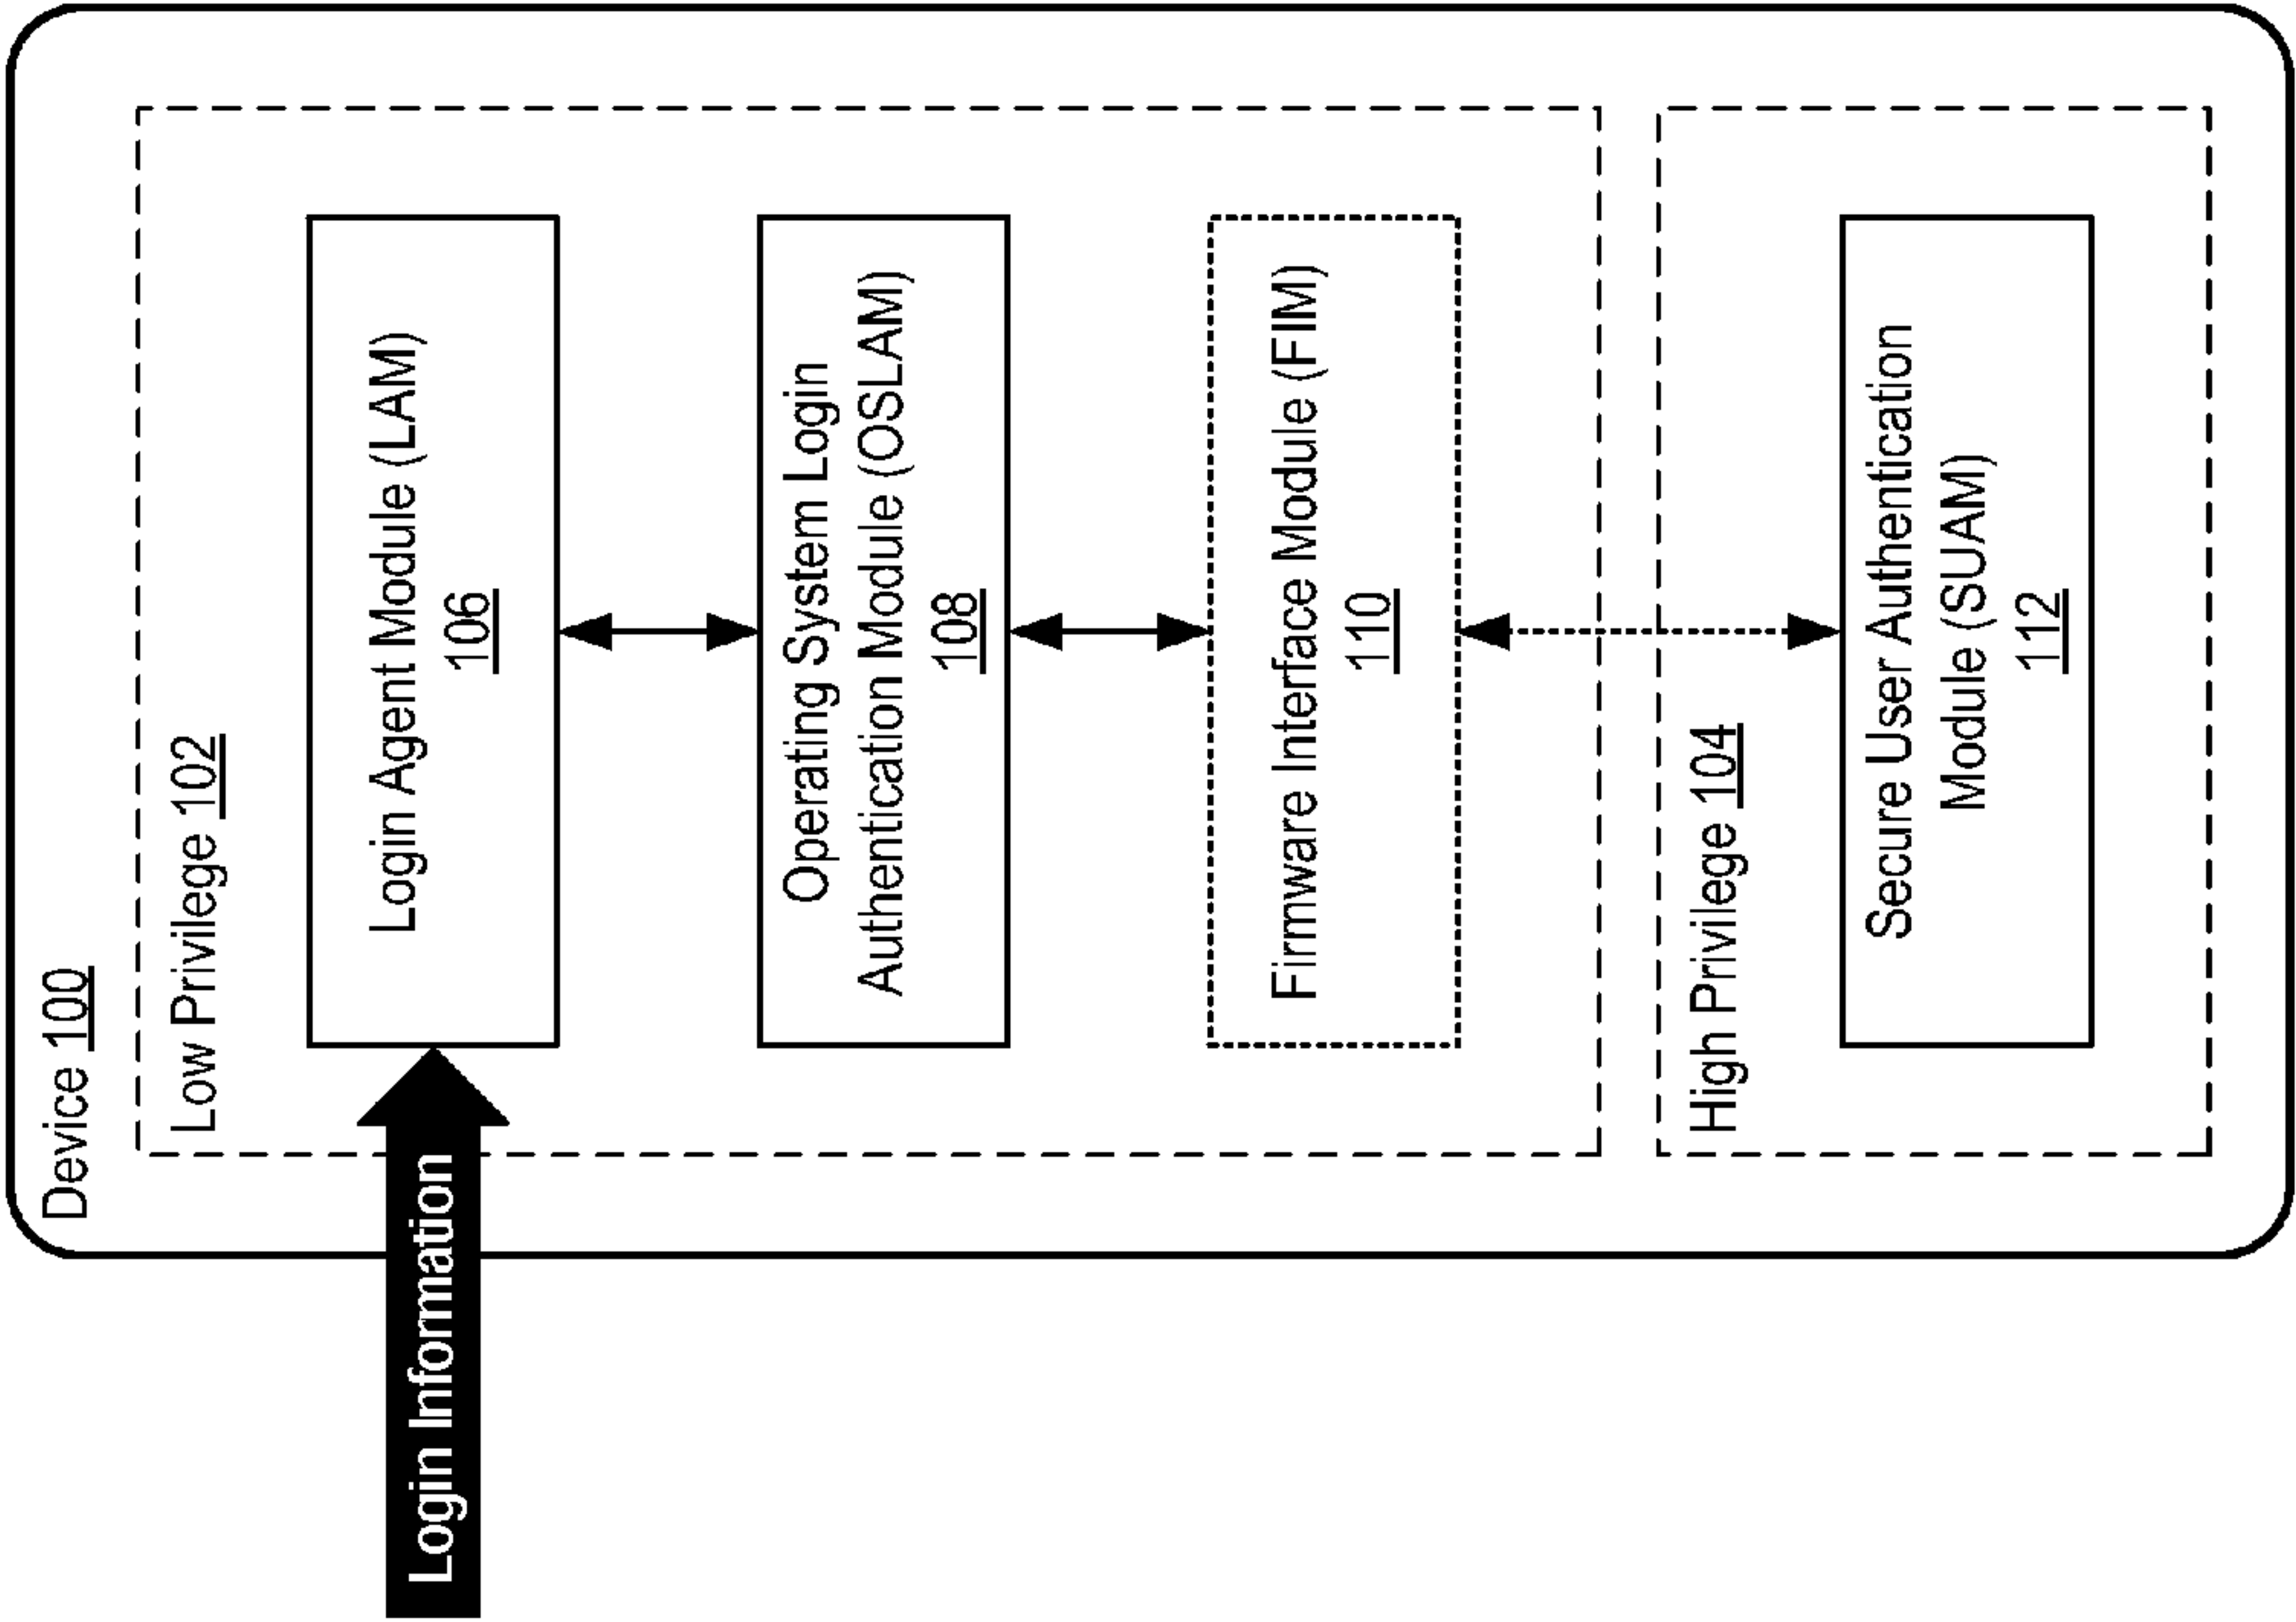 Device 100
Low Privilege 102
Login Information
Login Agent Module (LAM)
106
Operating System Login
Authentication Module (OSLAM)
108
Firmware Interface Module (FIM)
110
High Privilege 104
Secure User Authentication
Module (SUAM)
112